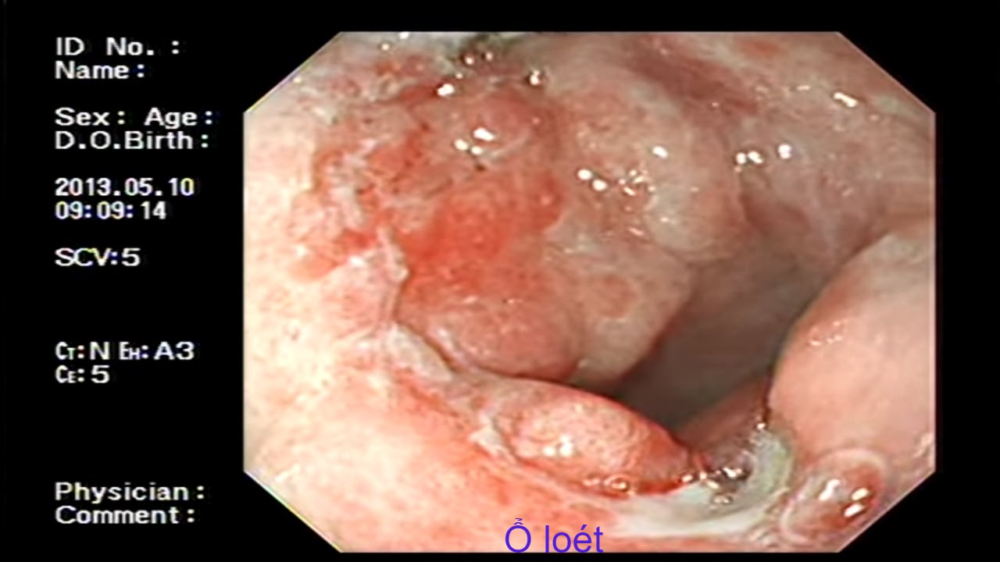 ID No. :
Name :
Sex : Age :
D.O.Birth :
2013.05.10
09:09:14
SCV:5
CT:N EH:A3
CE:5
Physician :
Comment :
Ổ loét